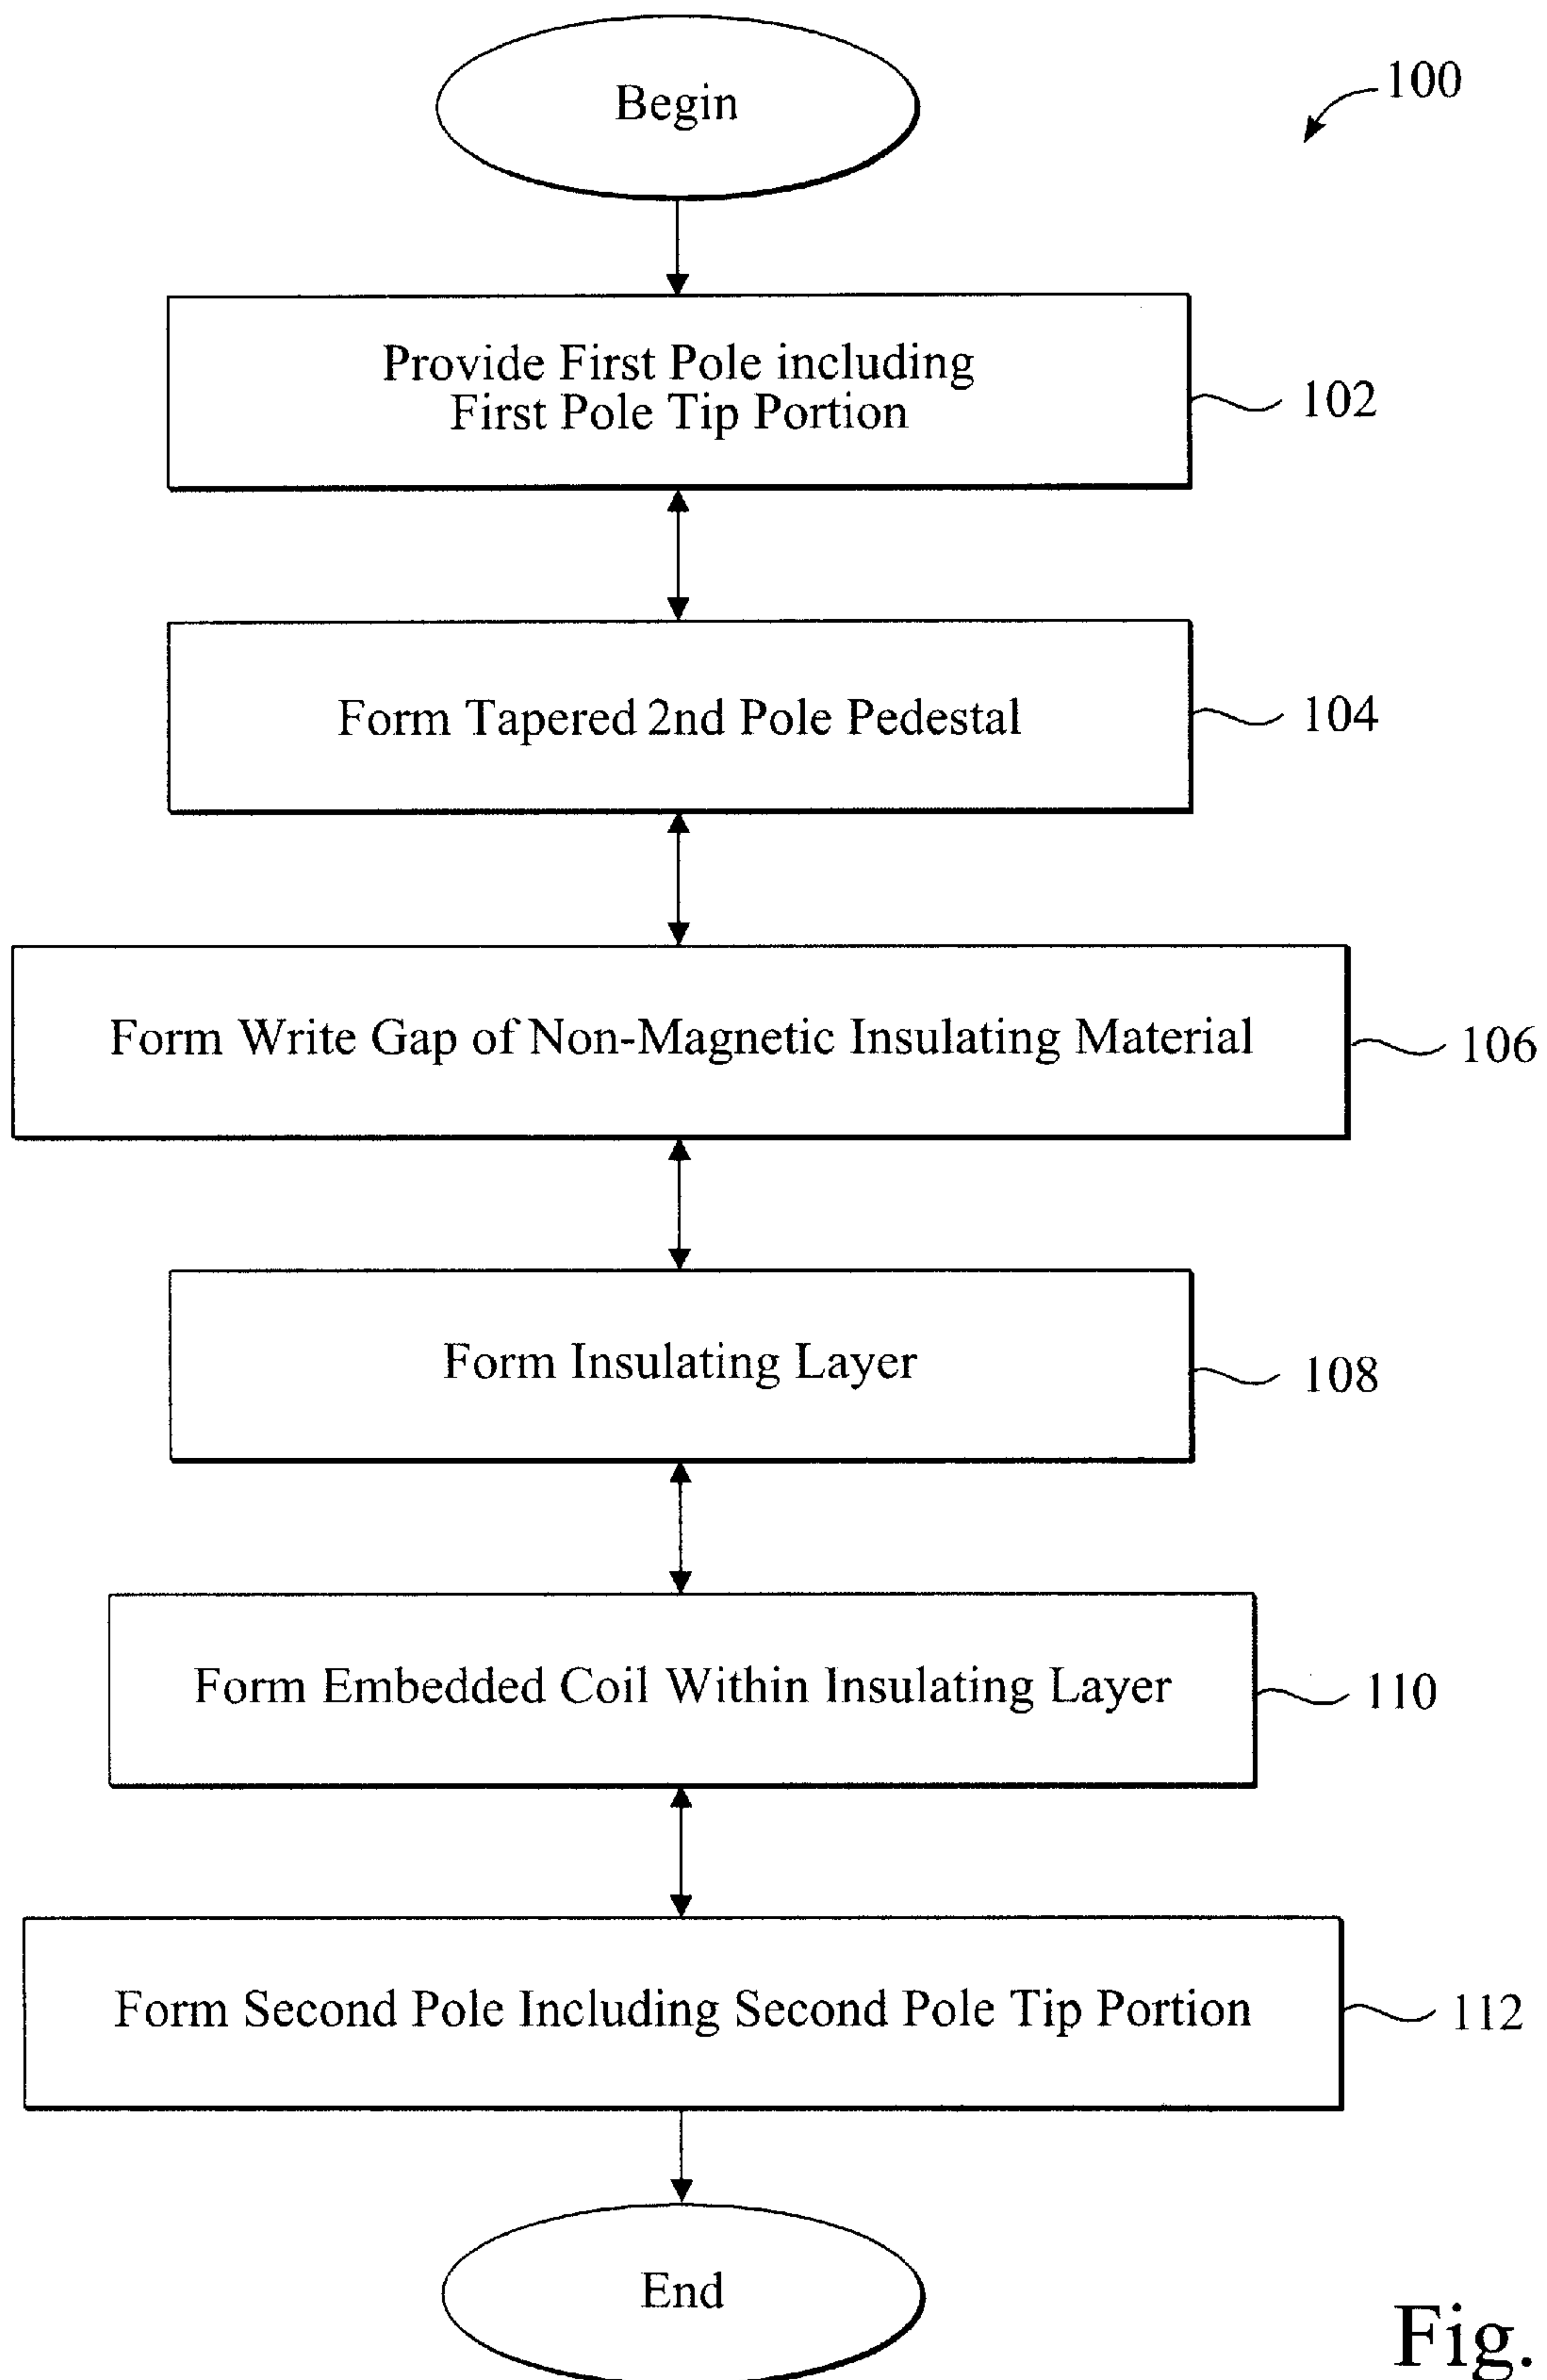 Begin
100
Provide First Pole including
First Pole Tip Portion
102
Form Tapered 2nd Pole Pedestal
104
Form Write Gap of Non-Magnetic Insulating Material
106
Form Insulating Layer
108
Form Embedded Coil Within Insulating Layer
110
Form Second Pole Including Second Pole Tip Portion
112
End
Fig.